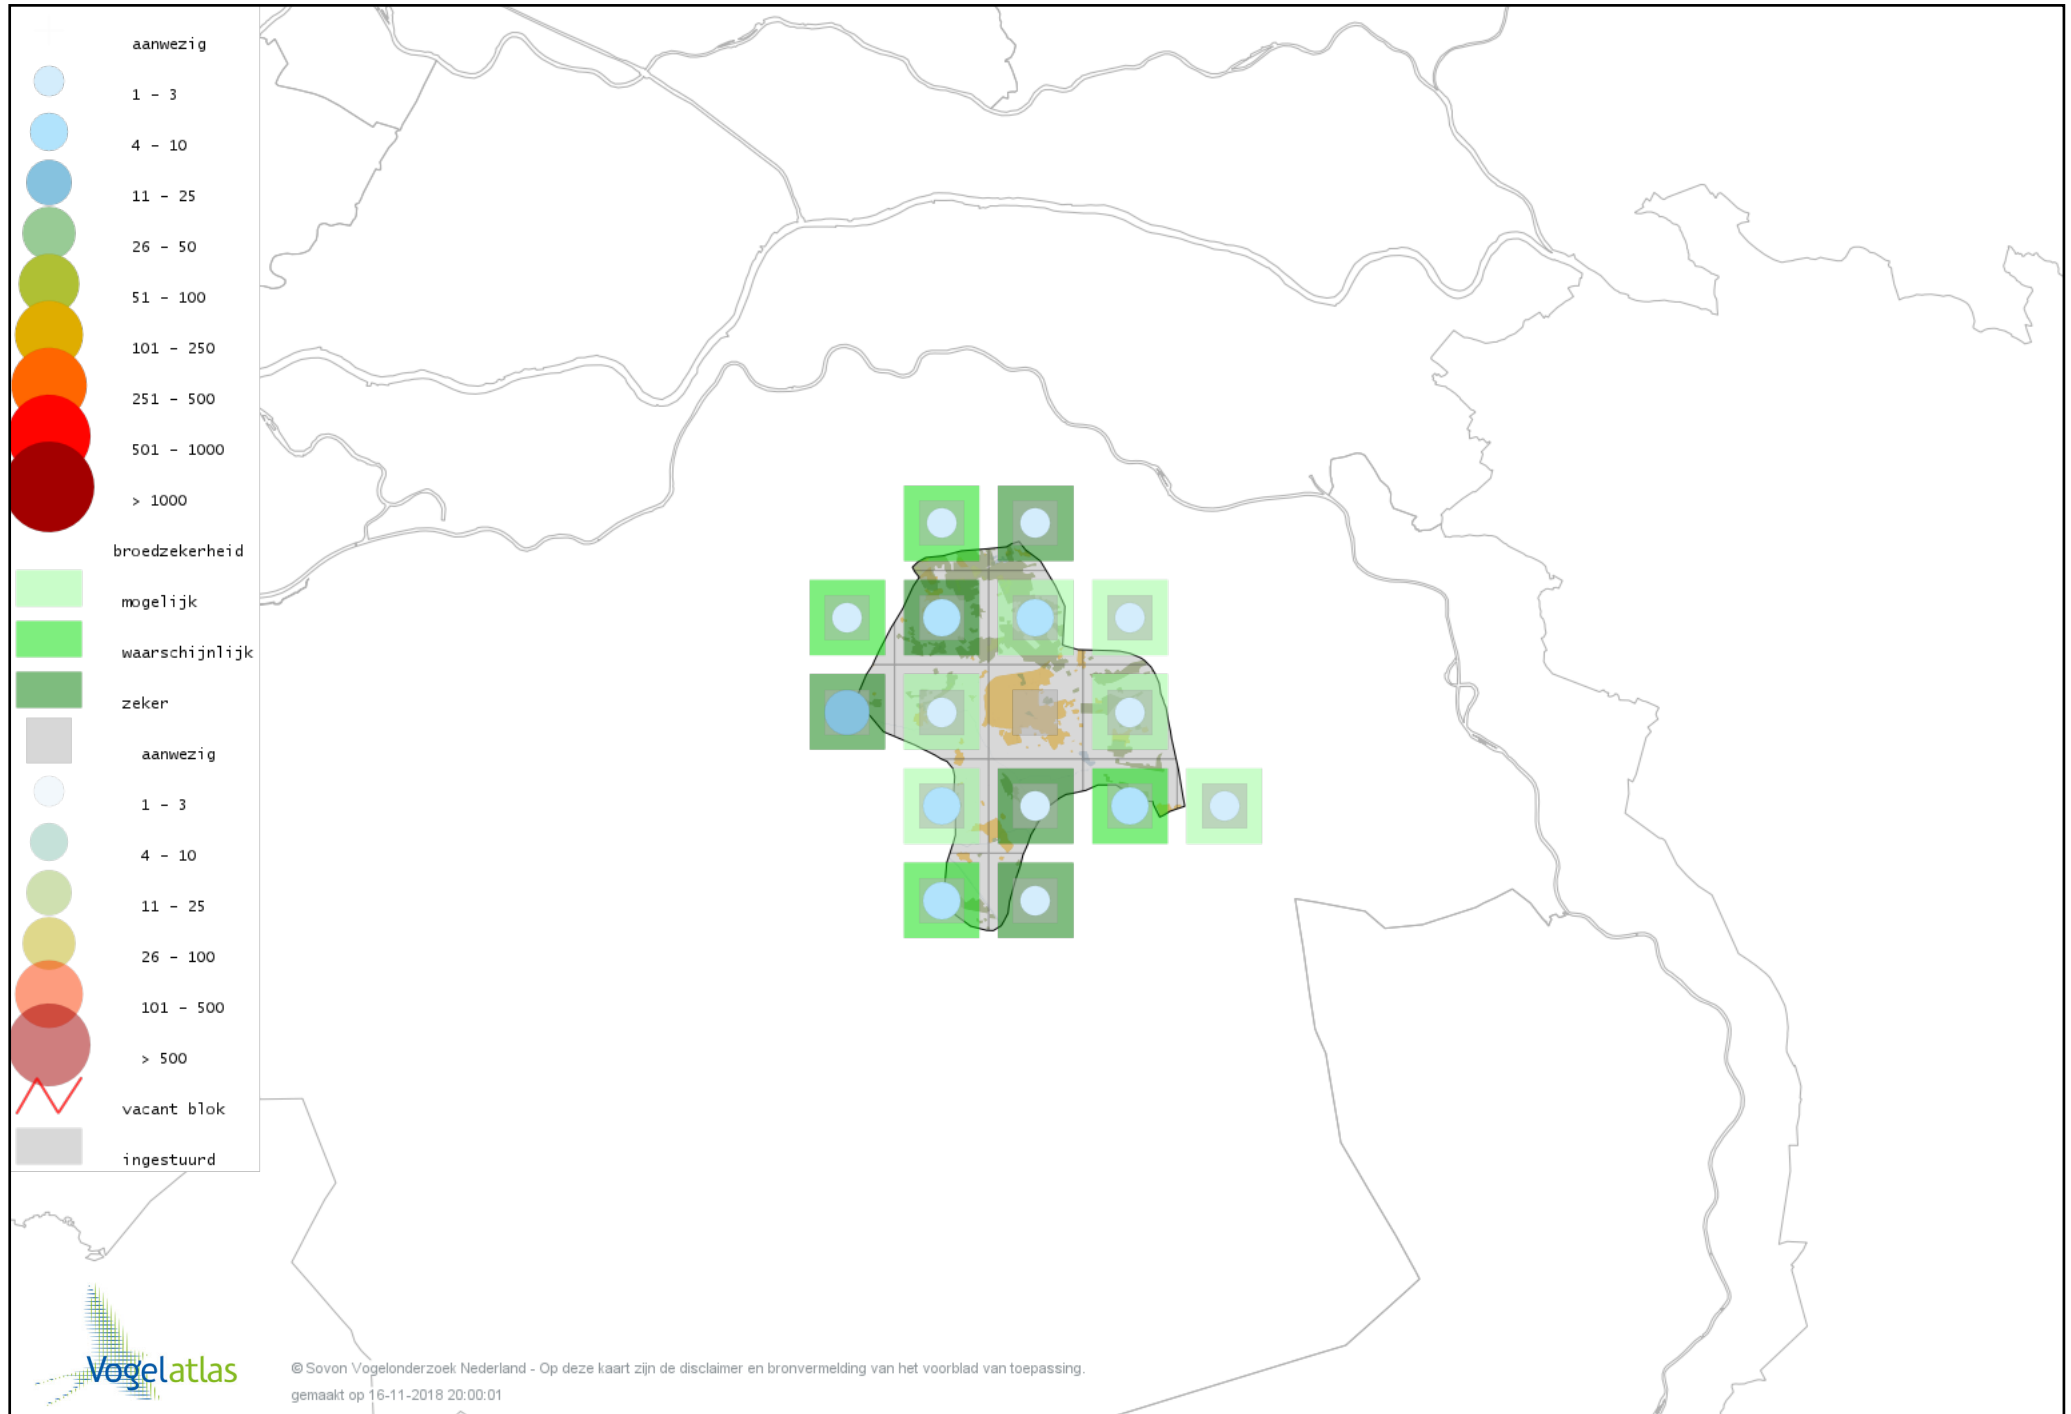 aanwezig
1 - 3
4 - 10
11 - 25
26 - 50
51 - 100
101 - 250
251 - 500
501 - 1000
> 1000
broedzekerheid
mogelijk
waarschijnlijk
zeker
aanwezig
1 - 3
4 - 10
11 - 25
26 - 100
101 - 500
> 500
vacant blok
ingestuurd
Vogelatlas
© Sovon Vogelonderzoek Nederland - Op deze kaart zijn de disclaimer en bronvermelding van het voorblad van toepassing.
gemaakt op 16-11-2018 20:00:01